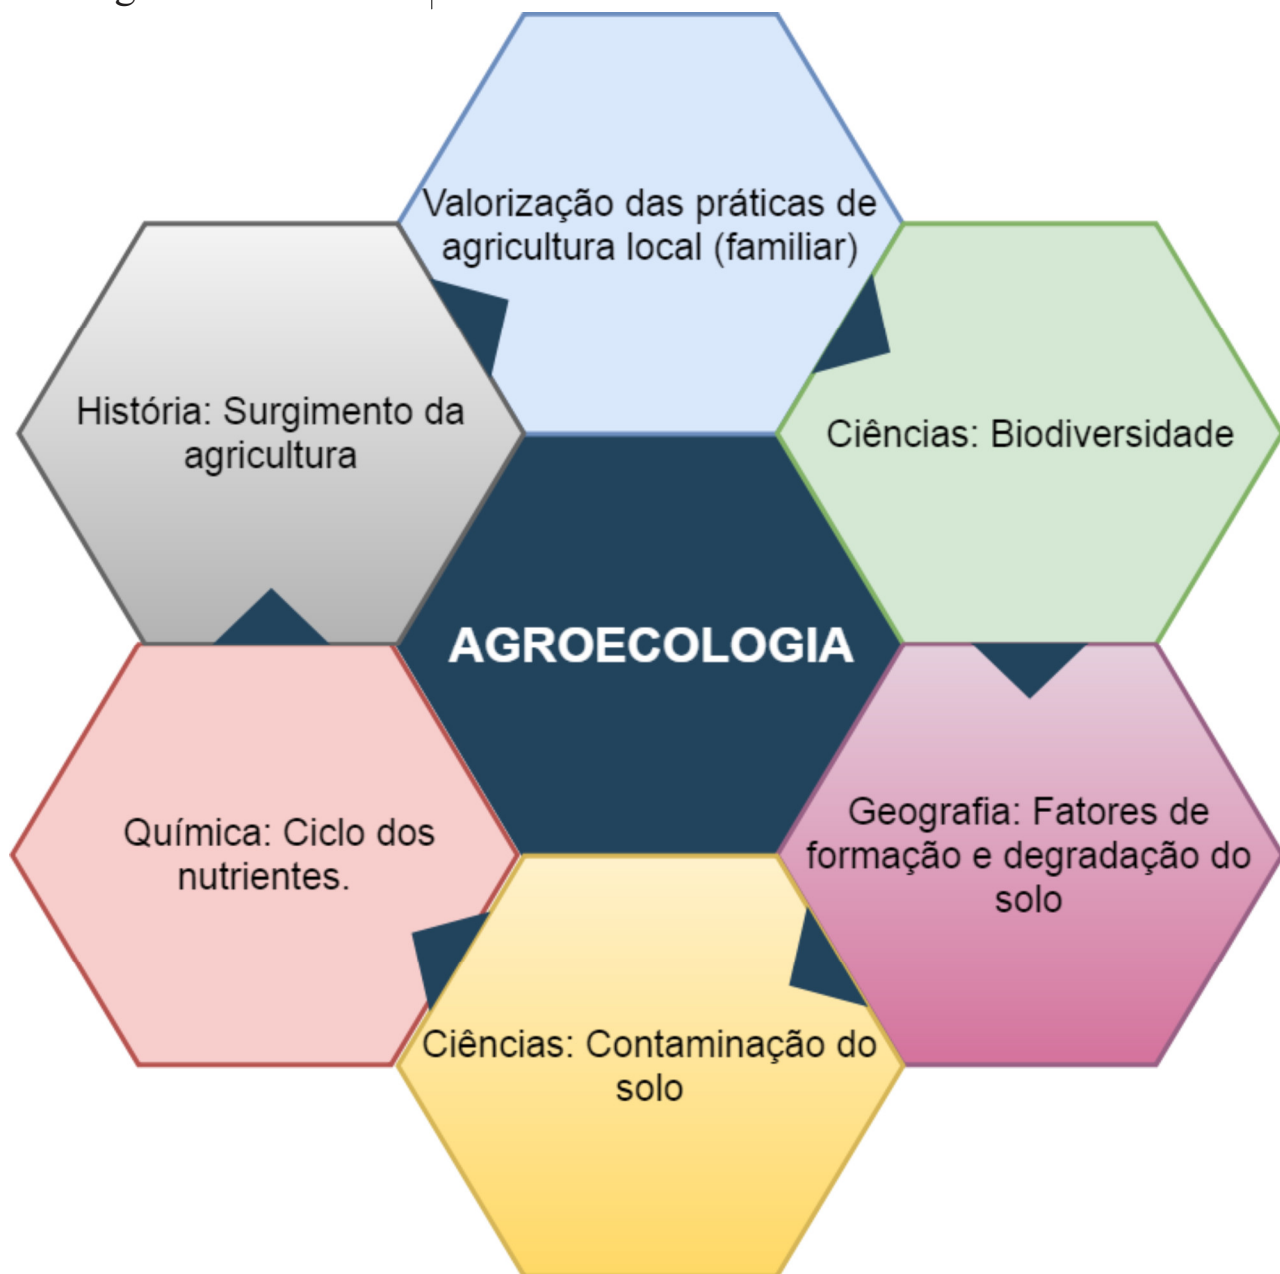 Valorização das práticas de
agricultura local (familiar)
História: Surgimento da
agricultura
Ciências: Biodiversidade
AGROECOLOGIA
Química: Ciclo dos
nutrientes.
Geografia: Fatores de
formação e degradação do
solo
Ciências: Contaminação do
solo